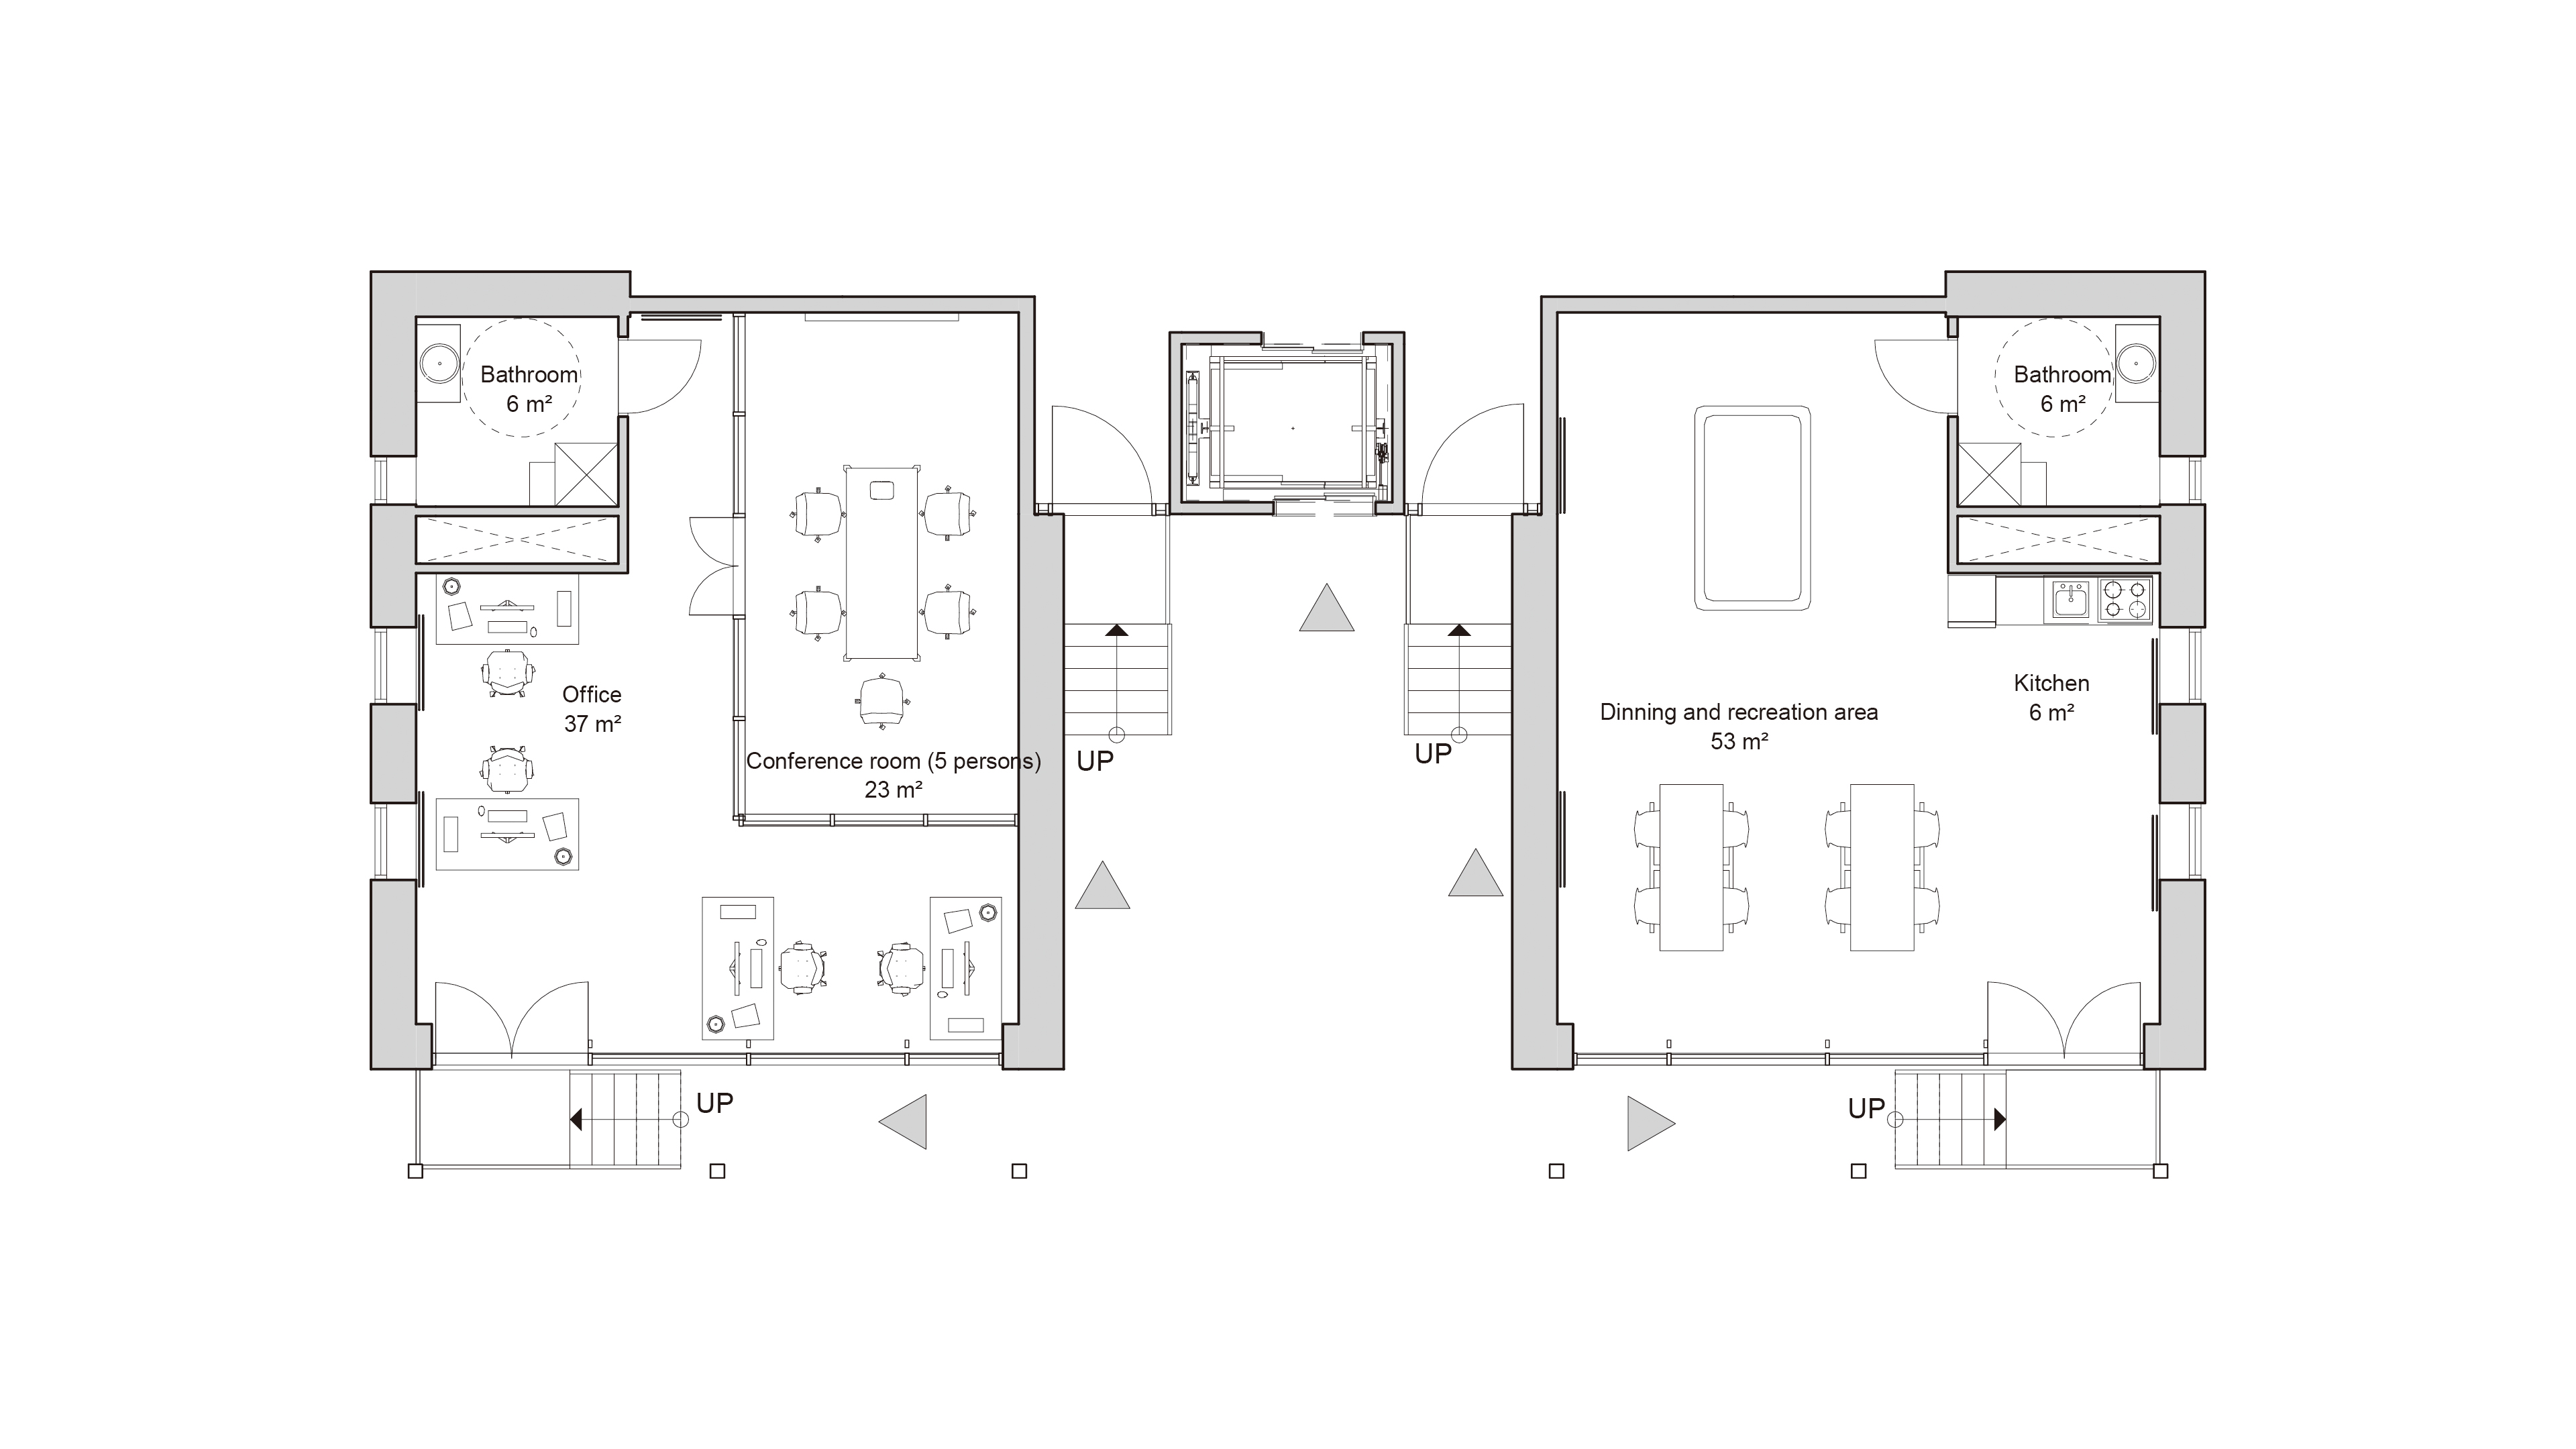 Bathroom
6 m²
Bathroom
6 m²
Office
37 m²
Conference room (5 persons)
23 m²
UP
UP
Dinning and recreation area
53 m²
Kitchen
6 m²
UP
UP